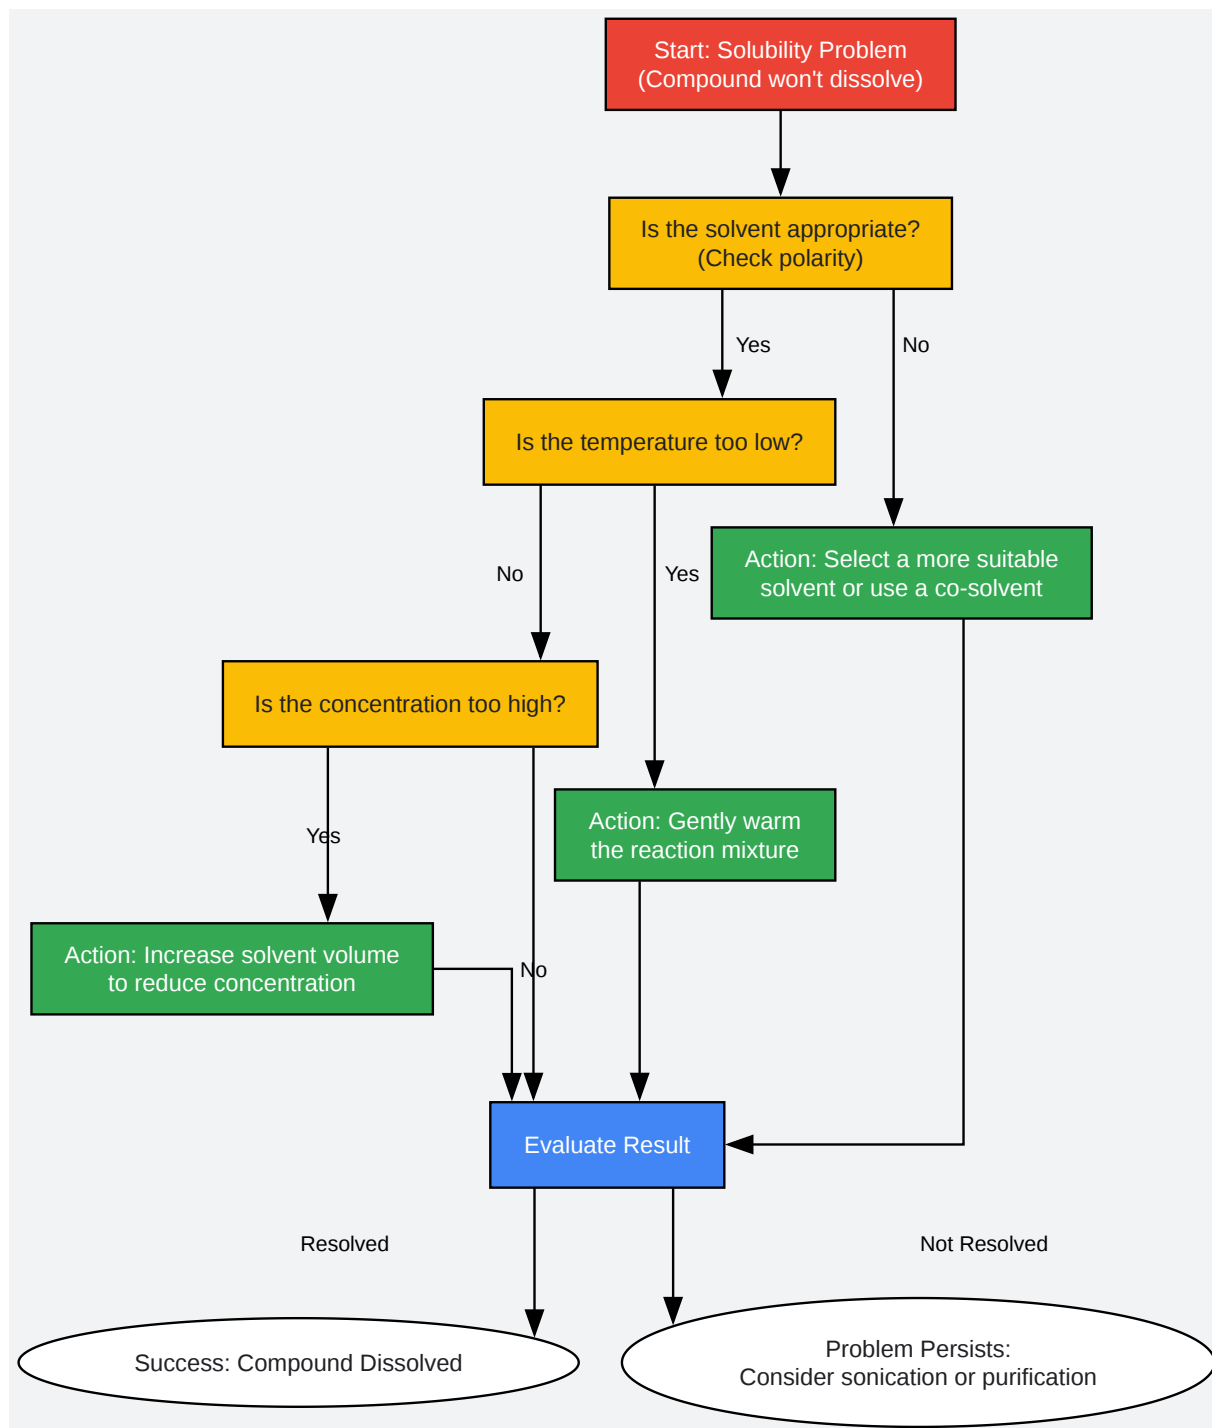 Start: Solubility Problem
(Compound won't dissolve)
Is the solvent appropriate?
(Check polarity)
Yes
No
Is the temperature too low?
Action: Select a more suitable
solvent or use a co-solvent
No
Yes
Is the concentration too high?
Action: Gently warm
the reaction mixture
Yes
Action: Increase solvent volume
to reduce concentration
No
Evaluate Result
Resolved
Not Resolved
Success: Compound Dissolved
Problem Persists:
Consider sonication or purification